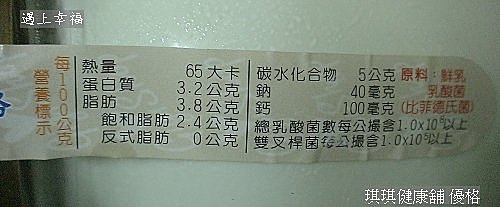 遇上幸福
每100公克
營養標示
熱量 65大卡
蛋白質 3.2公克
脂肪 3.8公克
飽和脂肪 2.4公克
反式脂肪 0公克
碳水化合物 5公克
鈉 40毫克
鈣 100毫克
原料：鮮乳
乳酸菌
(比菲德氏菌)
總乳酸菌數每公撮含1.0x10⁶以上
雙叉桿菌每公撮含1.0x10⁶以上
琪琪健康舖 優格